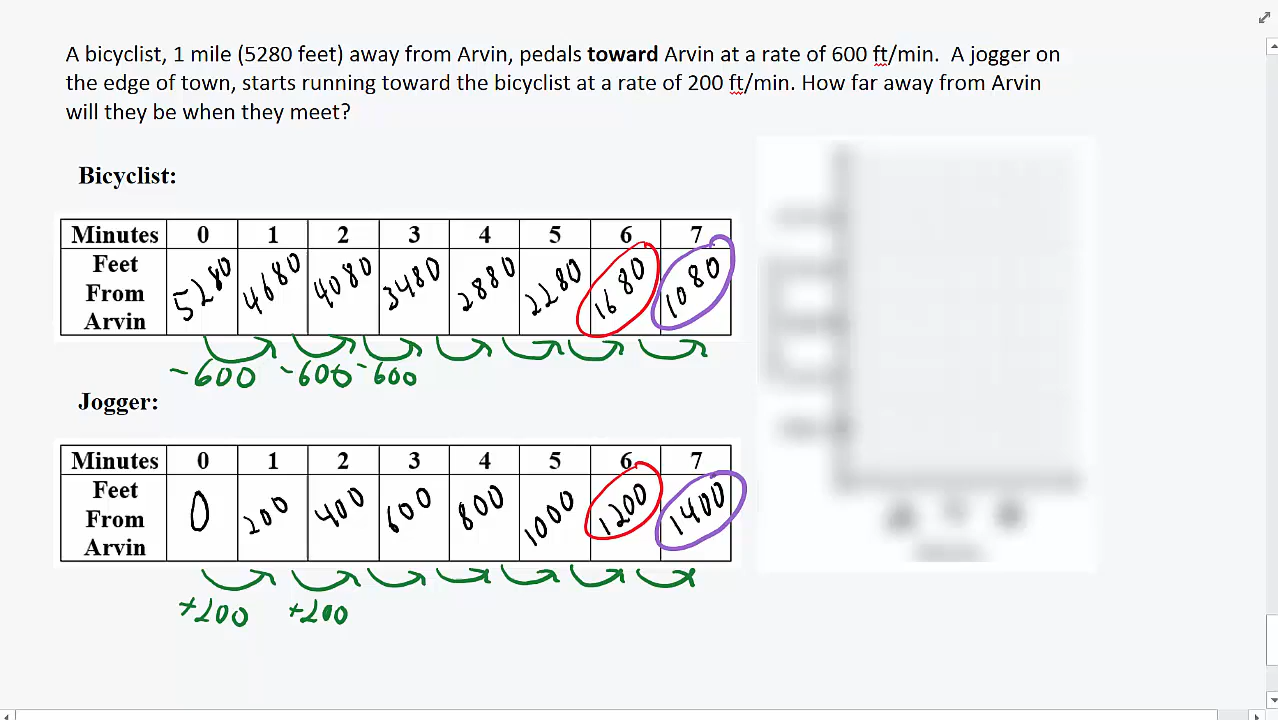 A bicyclist, 1 mile (5280 feet) away from Arvin, pedals toward Arvin at a rate of 600 ft/min.  A jogger on
the edge of town, starts running toward the bicyclist at a rate of 200 ft/min. How far away from Arvin
will they be when they meet?
Bicyclist:
Minutes 0 1 2 3 4 5 6 7
Feet From Arvin 5280 4680 4080 3480 2880 2280 1680 1080
-600 -600 -600
Jogger:
Minutes 0 1 2 3 4 5 6 7
Feet From Arvin 0 200 400 600 800 1000 1200 1400
+200 +200